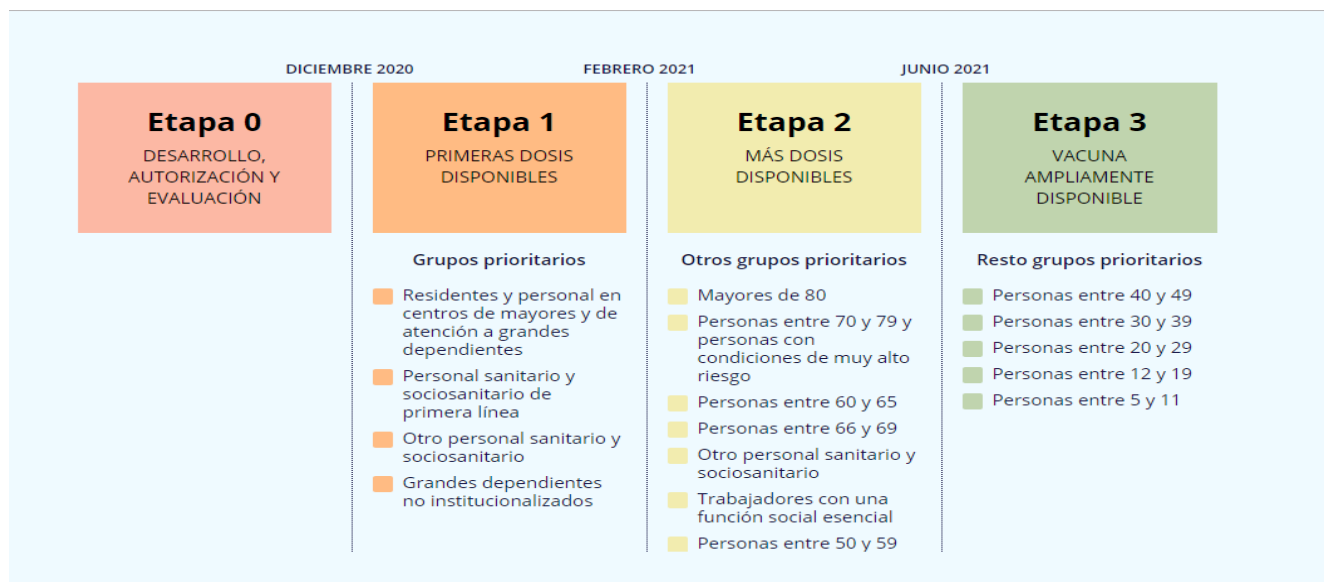 DICIEMBRE 2020
FEBRERO 2021
JUNIO 2021
Etapa 0
DESARROLLO,
AUTORIZACIÓN Y
EVALUACIÓN
Etapa 1
PRIMERAS DOSIS
DISPONIBLES
Grupos prioritarios
Residentes y personal en
centros de mayores y de
atención a grandes
dependientes
Personal sanitario y
sociosanitario de
primera línea
Otro personal sanitario y
sociosanitario
Grandes dependientes
no institucionalizados
Etapa 2
MÁS DOSIS
DISPONIBLES
Otros grupos prioritarios
Mayores de 80
Personas entre 70 y 79 y
personas con
condiciones de muy alto
riesgo
Personas entre 60 y 65
Personas entre 66 y 69
Otro personal sanitario y
sociosanitario
Trabajadores con una
función social esencial
Personas entre 50 y 59
Etapa 3
VACUNA
AMPLIAMENTE
DISPONIBLE
Resto grupos prioritarios
Personas entre 40 y 49
Personas entre 30 y 39
Personas entre 20 y 29
Personas entre 12 y 19
Personas entre 5 y 11